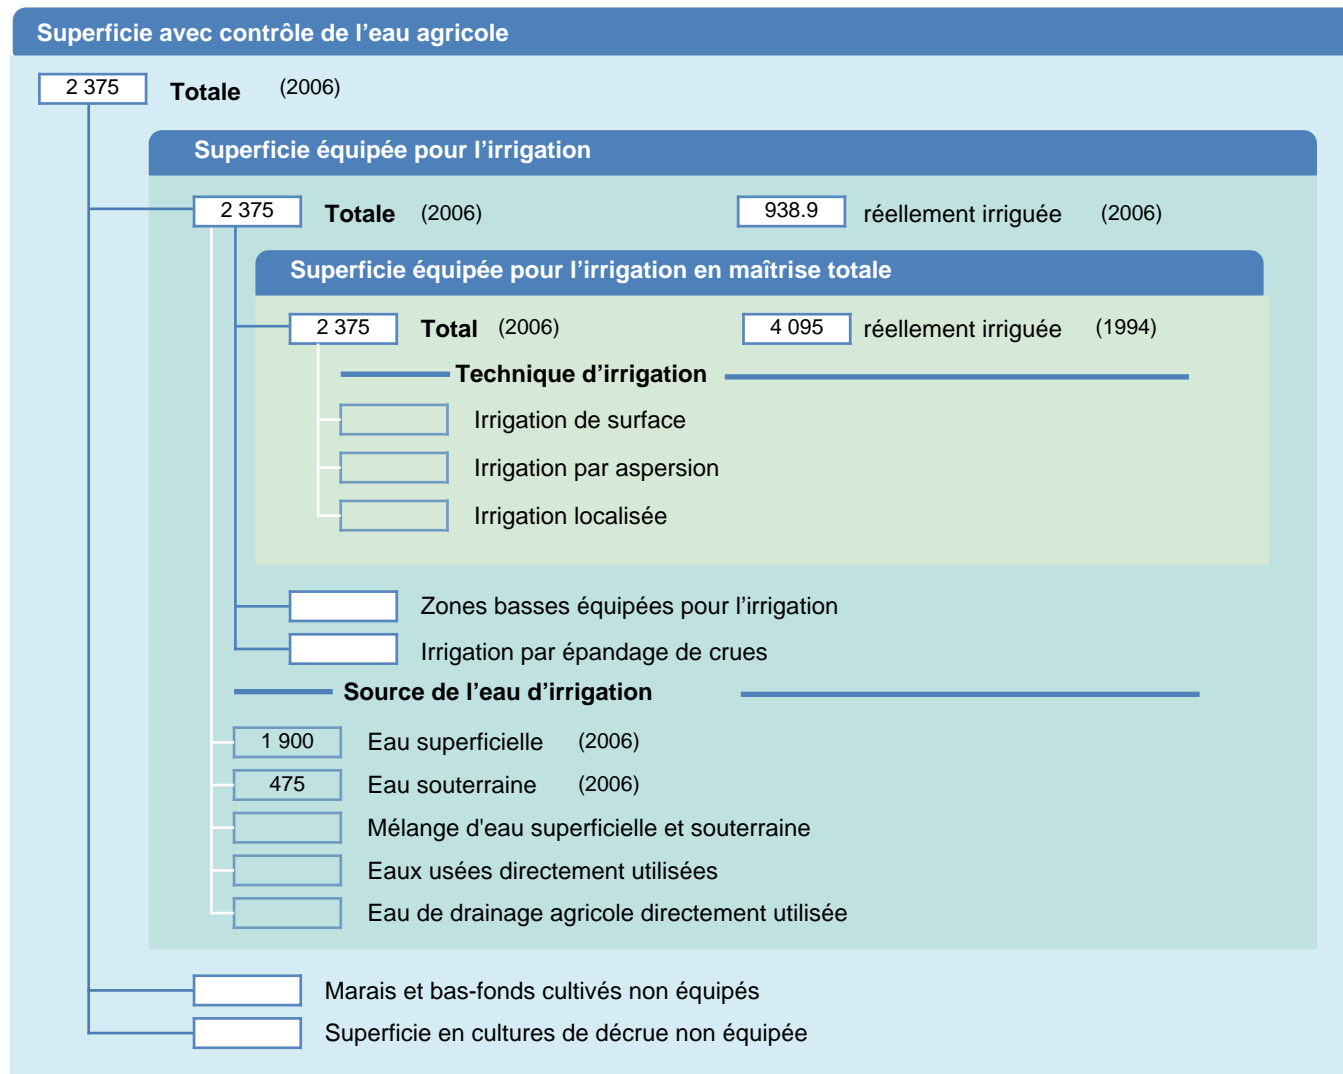 Superficie avec contrôle de l'eau agricole
2 375 Totale (2006)
Superficie équipée pour l'irrigation
2 375 Totale (2006) 938.9 réellement irriguée (2006)
Superficie équipée pour l'irrigation en maîtrise totale
2 375 Total (2006) 4 095 réellement irriguée (1994)
Technique d'irrigation
Irrigation de surface
Irrigation par aspersion
Irrigation localisée
Zones basses équipées pour l'irrigation
Irrigation par épandage de crues
Source de l'eau d'irrigation
1 900 Eau superficielle (2006)
475 Eau souterraine (2006)
Mélange d'eau superficielle et souterraine
Eaux usées directement utilisées
Eau de drainage agricole directement utilisée
Marais et bas-fonds cultivés non équipés
Superficie en cultures de décrue non équipée